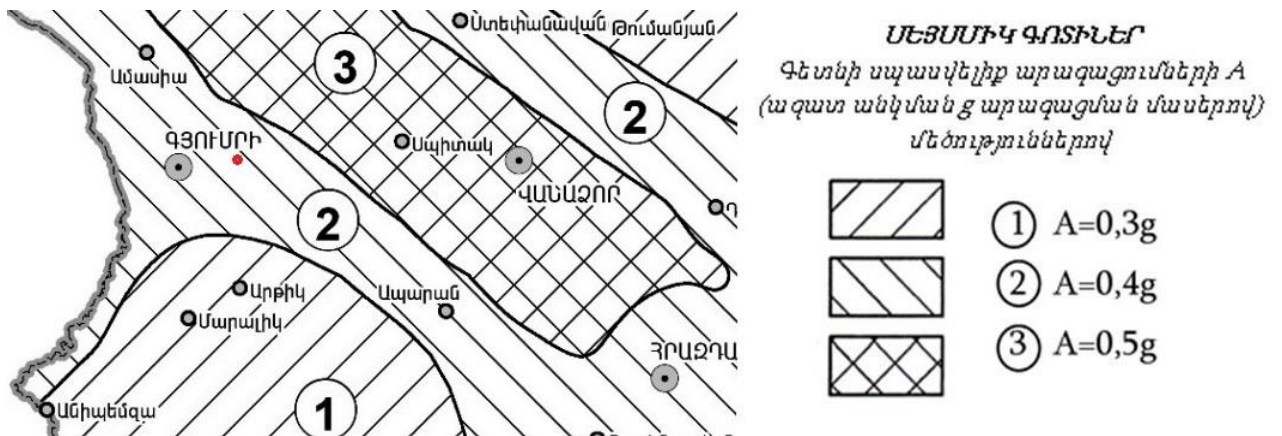 Ստեփանավան
Թումանյան
Ամասիա
3
2
ԳՅՈՒՄՐԻ
Սպիտակ
ՎԱՆԱՁՈՐ
2
Արթիկ
Ապարան
Մարալիկ
ՀՐԱԶԴԱ
Անիպեմզա
1
ՍԵՅՍՄԻԿ ԳՈՏԻՆԵՐ
Գետնի սպասվելիք արագացումների A
(ազատ անկման g արագացման մասերով)
մեծություններով
1 A=0,3g
2 A=0,4g
3 A=0,5g